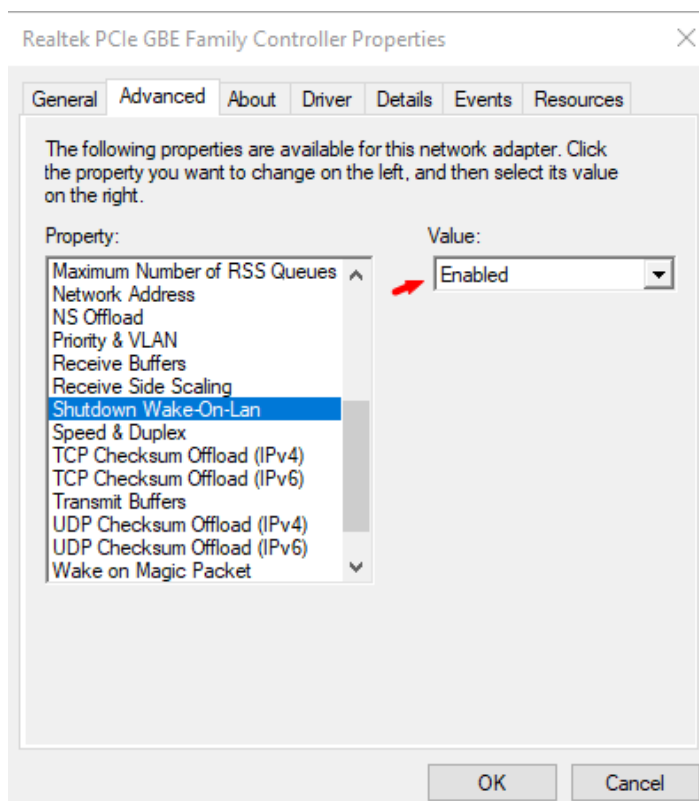 Realtek PCIe GBE Family Controller Properties
General Advanced About Driver Details Events Resources
The following properties are available for this network adapter. Click
the property you want to change on the left, and then select its value
on the right.
Property:
Value:
Maximum Number of RSS Queues
Network Address
NS Offload
Priority & VLAN
Receive Buffers
Receive Side Scaling
Shutdown Wake-On-Lan
Speed & Duplex
TCP Checksum Offload (IPv4)
TCP Checksum Offload (IPv6)
Transmit Buffers
UDP Checksum Offload (IPv4)
UDP Checksum Offload (IPv6)
Wake on Magic Packet
Enabled
OK
Cancel